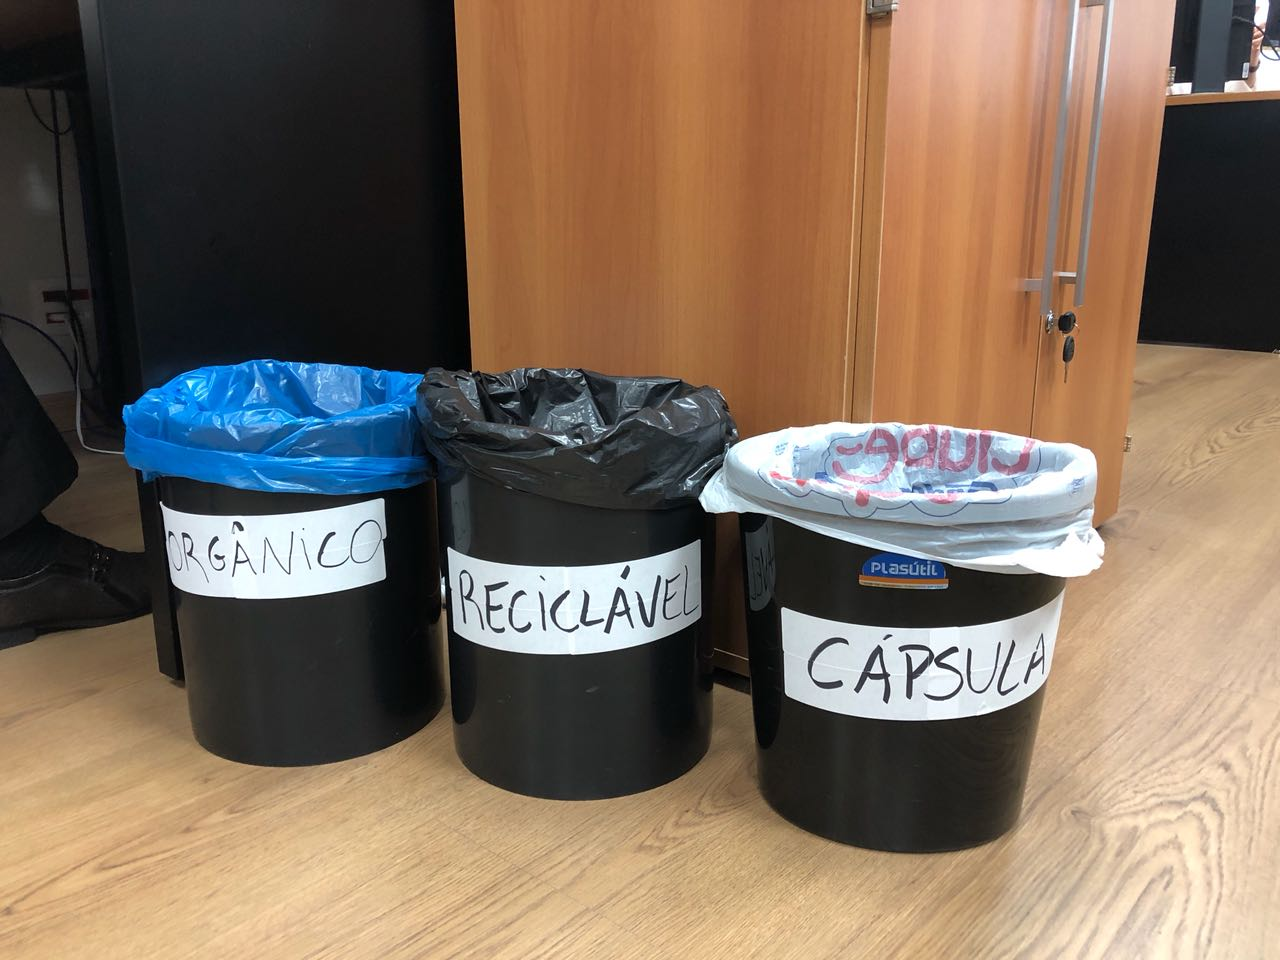 ORGÂNICO
RECICLÁVEL
PLASÚTIL
CÁPSULA